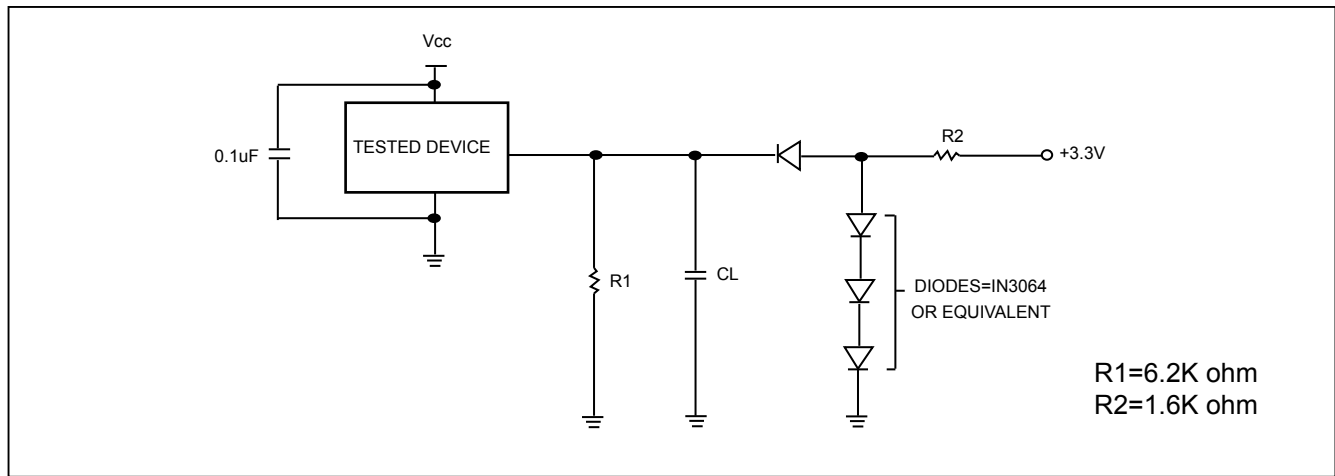 Vcc
0.1uF
TESTED DEVICE
R2
+3.3V
R1
CL
DIODES=IN3064
OR EQUIVALENT
R1=6.2K ohm
R2=1.6K ohm